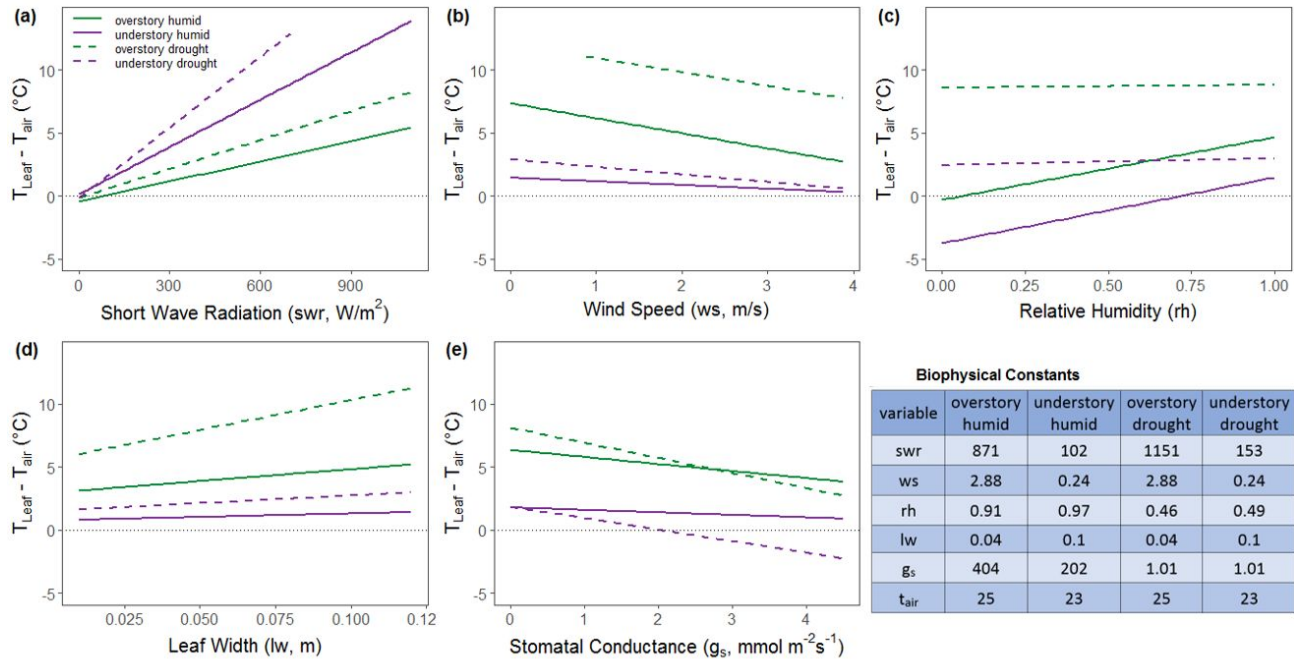 (a)
overstory humid
understory humid
overstory drought
understory drought
T_Leaf - T_air (°C)
10
5
0
-5
0 300 600 900
Short Wave Radiation (swr, W/m²)
(b)
T_Leaf - T_air (°C)
10
5
0
-5
0 1 2 3 4
Wind Speed (ws, m/s)
(c)
T_Leaf - T_air (°C)
10
5
0
-5
0.00 0.25 0.50 0.75 1.00
Relative Humidity (rh)
(d)
T_Leaf - T_air (°C)
10
5
0
-5
0.025 0.050 0.075 0.100 0.12
Leaf Width (lw, m)
(e)
T_Leaf - T_air (°C)
10
5
0
-5
0 1 2 3 4
Stomatal Conductance (gₛ, mmol m⁻²s⁻¹)
Biophysical Constants
variable overstory humid understory humid overstory drought understory drought
swr 871 102 1151 153
ws 2.88 0.24 2.88 0.24
rh 0.91 0.97 0.46 0.49
lw 0.04 0.1 0.04 0.1
gₛ 404 202 1.01 1.01
t_air 25 23 25 23